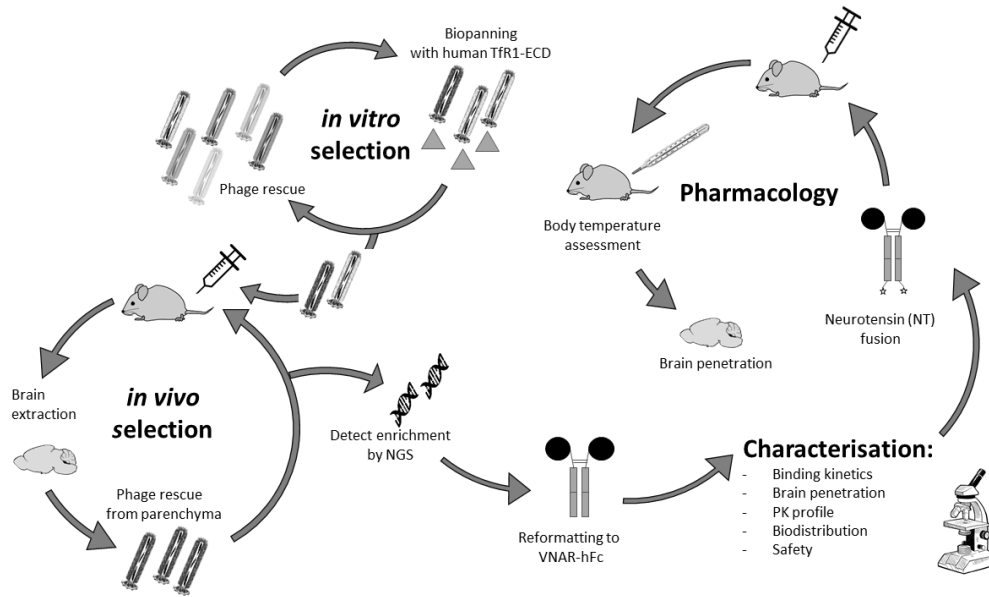 Biopanning
with human TfR1-ECD
in vitro
selection
Phage rescue
Brain
extraction
in vivo
selection
Phage rescue
from parenchyma
Detect enrichment
by NGS
Reformatting to
VNAR-hFc
Characterisation:
- Binding kinetics
- Brain penetration
- PK profile
- Biodistribution
- Safety
Neurotensin (NT)
fusion
Pharmacology
Body temperature
assessment
Brain penetration